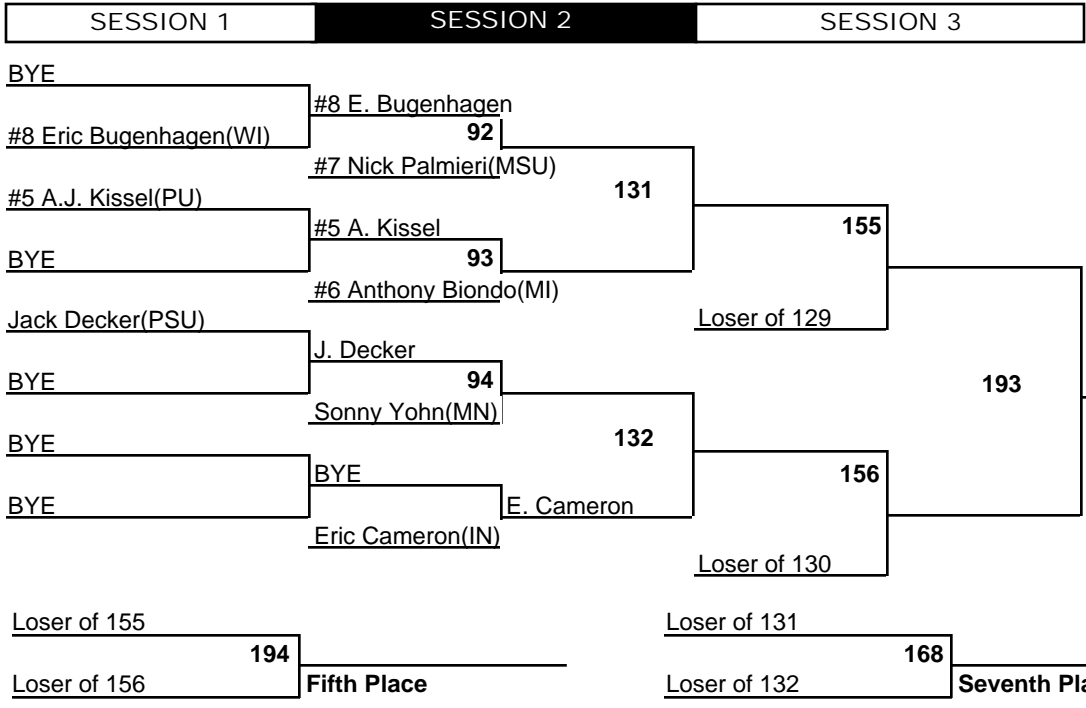 SESSION 1 SESSION 2 SESSION 3
BYE
#8 E. Bugenhagen
#8 Eric Bugenhagen(WI) 92
#7 Nick Palmieri(MSU)
131
#5 A.J. Kissel(PU)
155
#5 A. Kissel
BYE 93
#6 Anthony Biondo(MI)
Jack Decker(PSU) Loser of 129
J. Decker
BYE 94 193
Sonny Yohn(MN)
BYE 132
BYE 156
BYE E. Cameron
Eric Cameron(IN)
Loser of 130
Loser of 155 Loser of 131
194 168
Loser of 156 Fifth Place Loser of 132 Seventh Pla